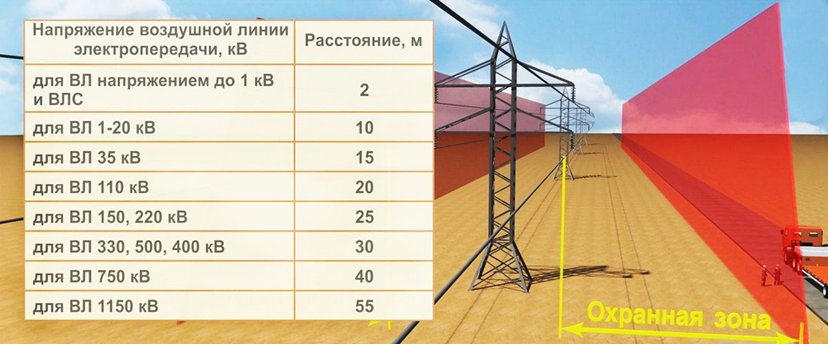 Напряжение воздушной линии
электропередачи, кВ
Расстояние, м
для ВЛ напряжением до 1 кВ
и ВЛС
2
для ВЛ 1-20 кВ
10
для ВЛ 35 кВ
15
для ВЛ 110 кВ
20
для ВЛ 150, 220 кВ
25
для ВЛ 330, 500, 400 кВ
30
для ВЛ 750 кВ
40
для ВЛ 1150 кВ
55
Охранная зона